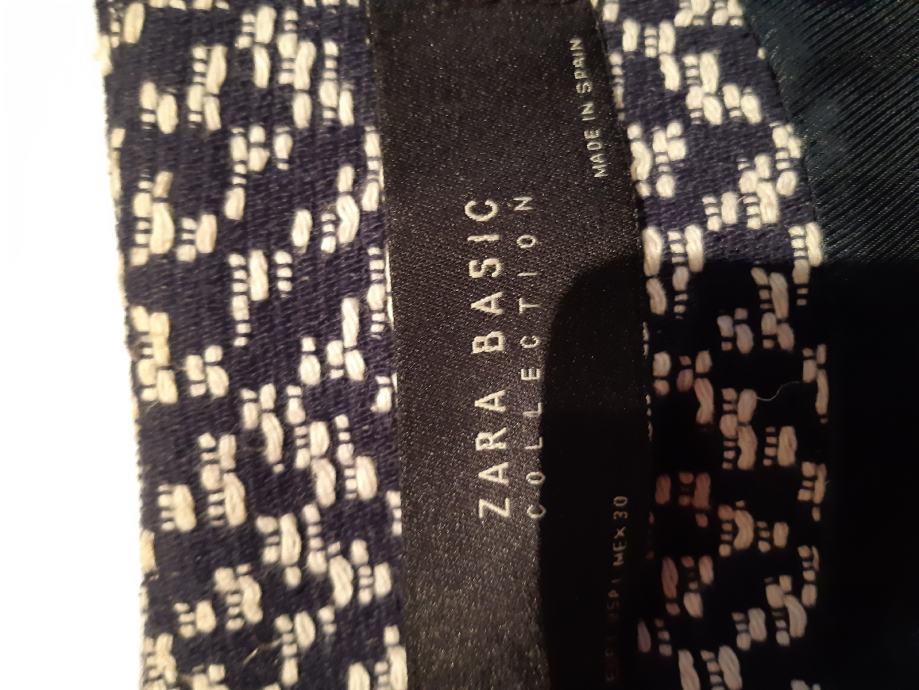 ZARA BASIC
COLLECTION
MADE IN SPAIN
MEX 30